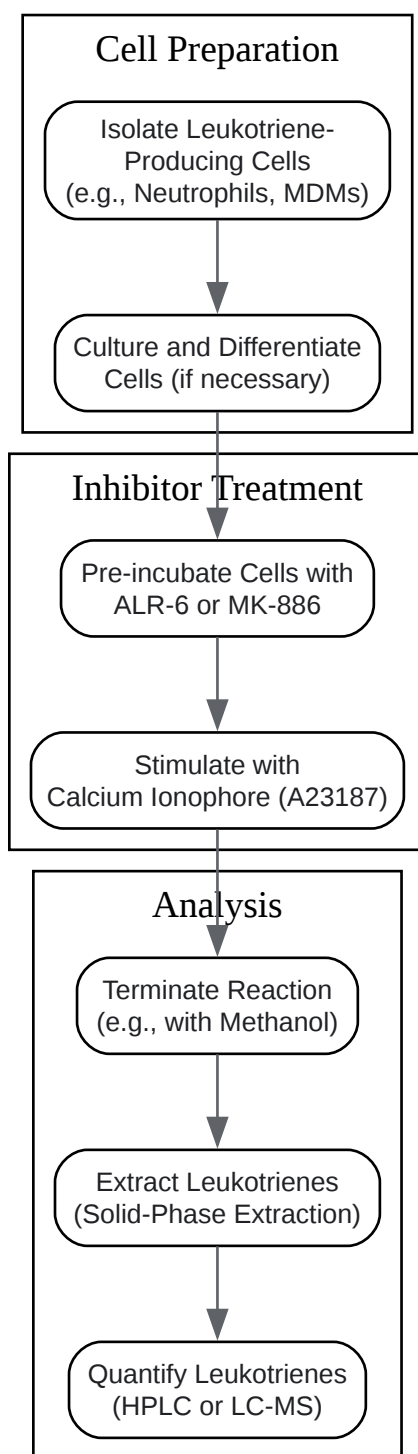 Cell Preparation
Isolate Leukotriene-
Producing Cells
(e.g., Neutrophils, MDMs)
Culture and Differentiate
Cells (if necessary)
Inhibitor Treatment
Pre-incubate Cells with
ALR-6 or MK-886
Stimulate with
Calcium Ionophore (A23187)
Analysis
Terminate Reaction
(e.g., with Methanol)
Extract Leukotrienes
(Solid-Phase Extraction)
Quantify Leukotrienes
(HPLC or LC-MS)